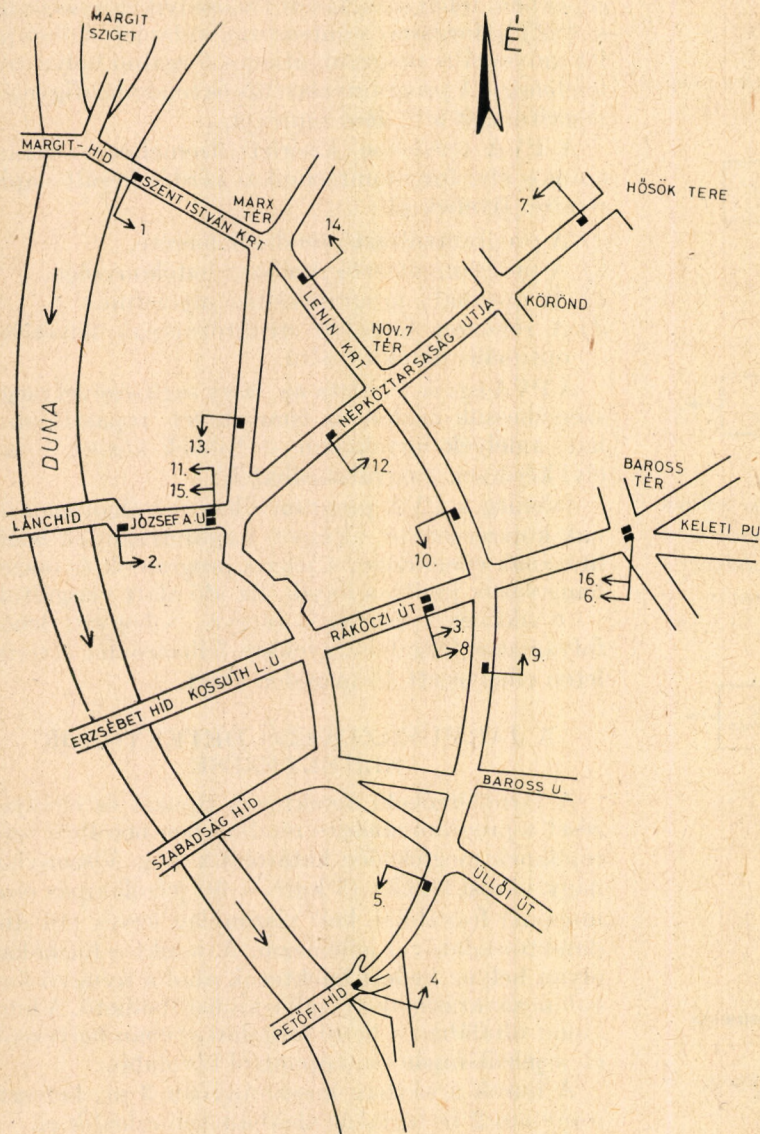 MARGIT
SZIGET
É
MARGIT-HÍD
SZENT ISTVÁN KRT
MARX
TÉR
HŐSÖK TERE
7.
14.
1
LENIN KRT
NOV. 7
TÉR
KÖRÖND
NÉPKÖZTÁRSASÁG UTJA
DUNA
13.
11.
15.
12
BAROSS
TÉR
LÁNCHÍD
JÓZSEF A.U
KELETI PU
2.
10.
16.
6.
RÁKÓCZI ÚT
3.
8
9.
ERZSÉBET HÍD
KOSSUTH L. U
BAROSS U.
SZABADSÁG HÍD
5.
ÜLLŐI ÚT
4
PETŐFI HÍD